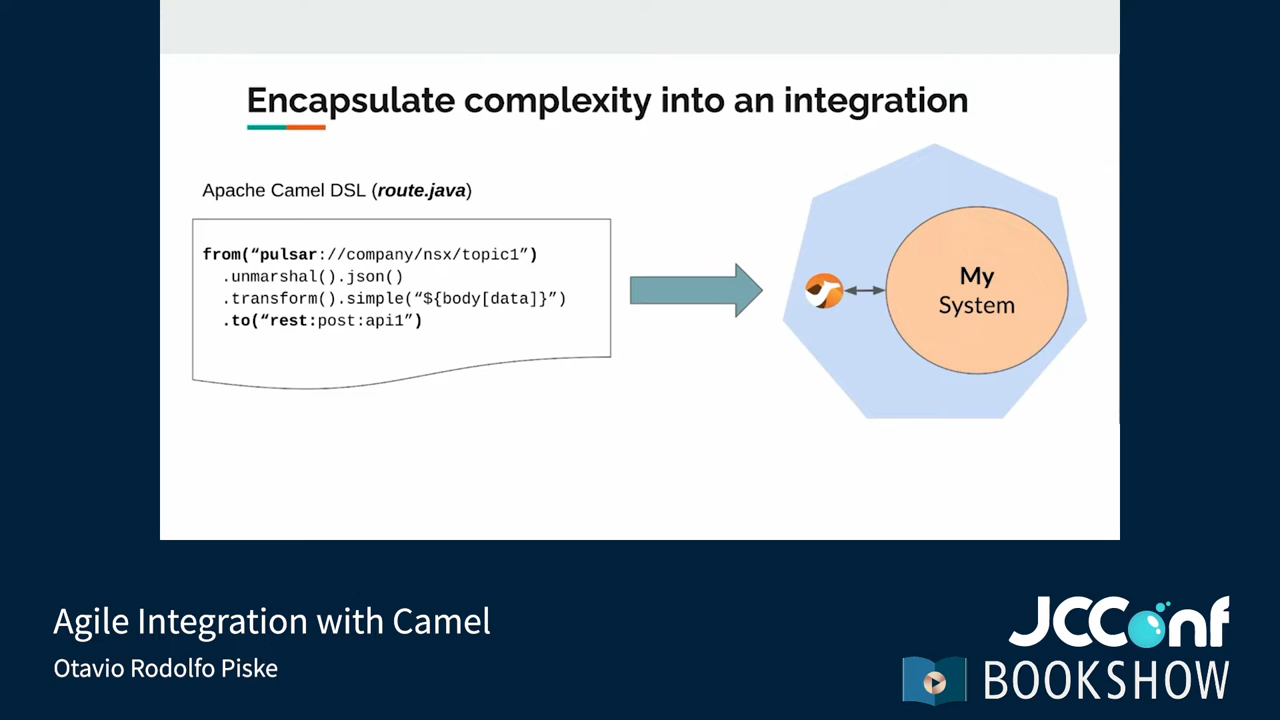 Encapsulate complexity into an integration
Apache Camel DSL (route.java)
from(“pulsar://company/nsx/topic1”)
.unmarshal().json()
.transform().simple(“${body[data]}”)
.to(“rest:post:api1”)
My
System
Agile Integration with Camel
Otavio Rodolfo Piske
JCConf
BOOKSHOW